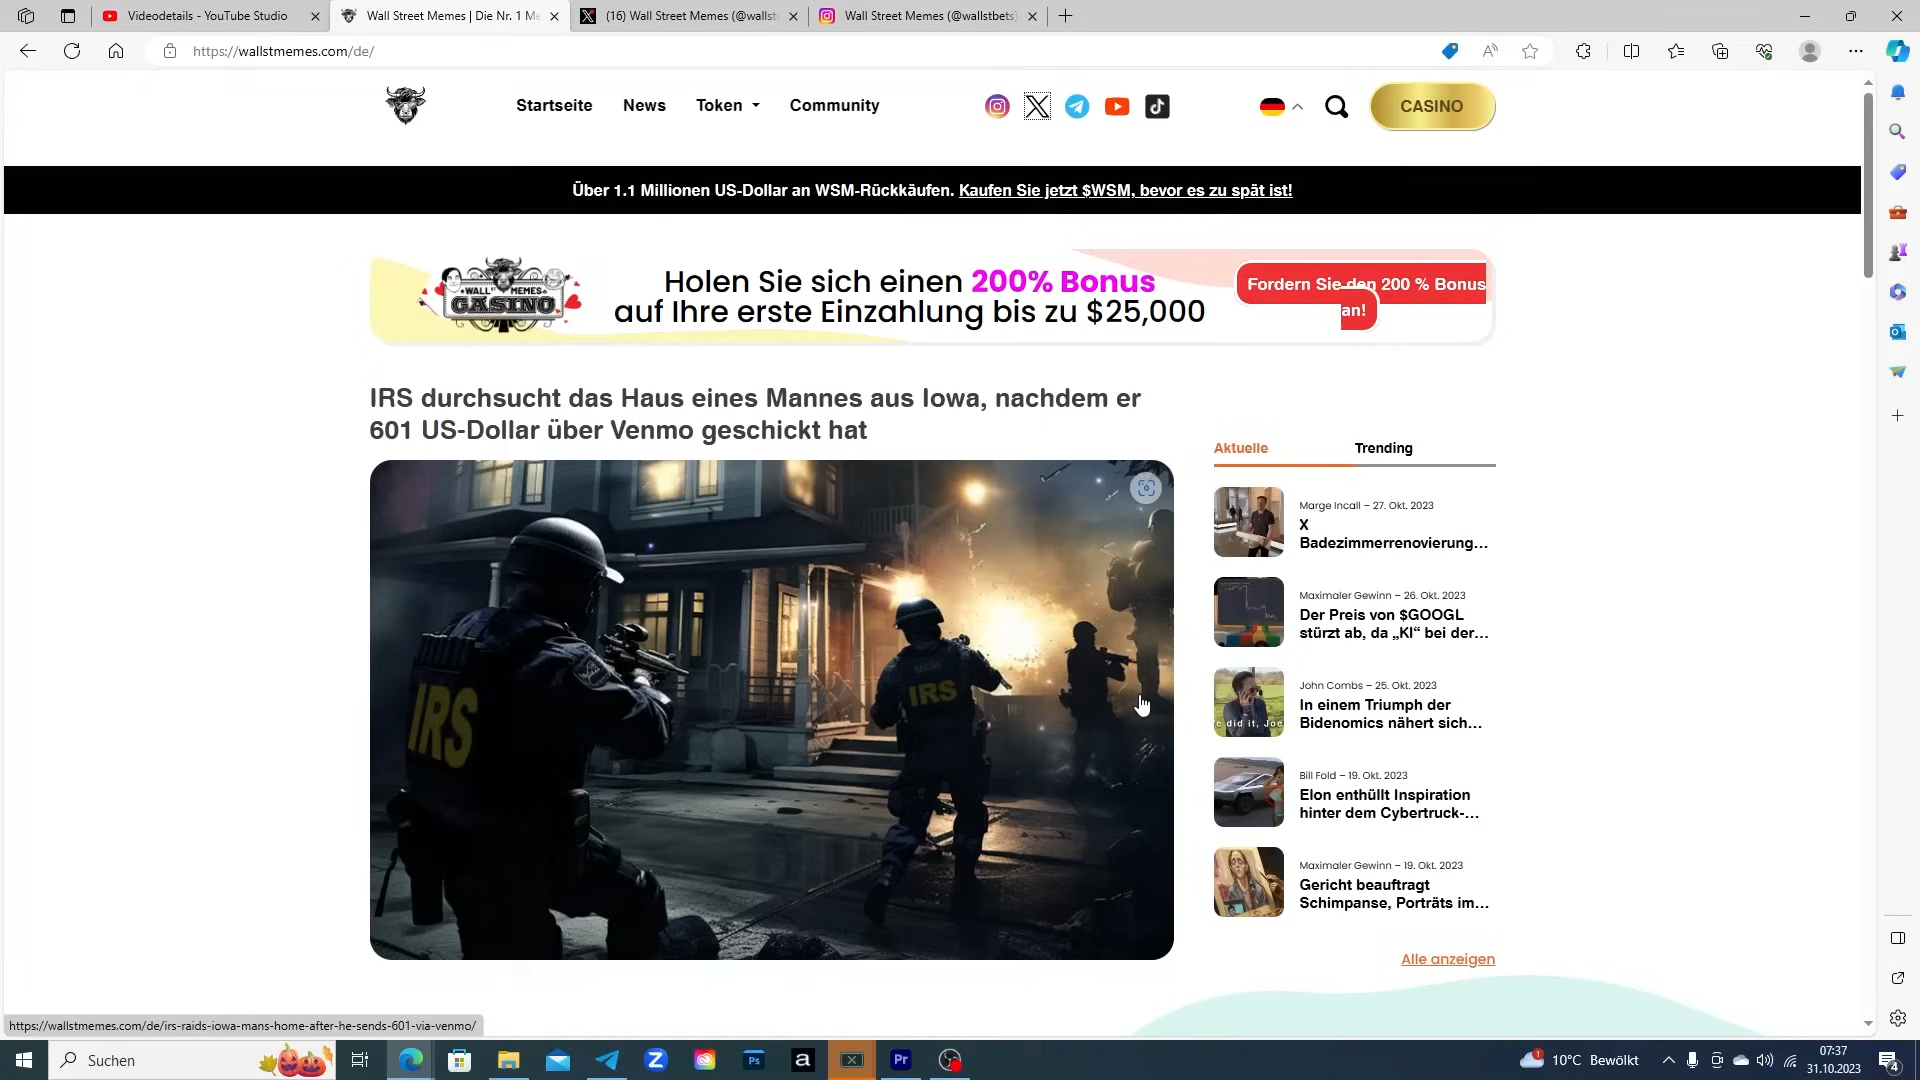 Videodetails - YouTube Studio
Wall Street Memes | Die Nr. 1 Me
(16) Wall Street Memes (@wallst
Wall Street Memes (@wallstbets)
https://wallstmemes.com/de/
Startseite
News
Token
Community
CASINO
Über 1.1 Millionen US-Dollar an WSM-Rückkäufen. Kaufen Sie jetzt $WSM, bevor es zu spät ist!
WALL ST MEMES
CASINO
Holen Sie sich einen 200% Bonus
auf Ihre erste Einzahlung bis zu $25,000
Fordern Sie den 200 % Bonus
an!
IRS durchsucht das Haus eines Mannes aus Iowa, nachdem er
601 US-Dollar über Venmo geschickt hat
IRS
IRS
Aktuelle
Trending
Marge Incall – 27. Okt. 2023
X
Badezimmerrenovierung...
Maximaler Gewinn – 26. Okt. 2023
Der Preis von $GOOGL
stürzt ab, da „KI“ bei der...
John Combs – 25. Okt. 2023
In einem Triumph der
Bidenomics nähert sich...
e did it, Joe
Bill Fold – 19. Okt. 2023
Elon enthüllt Inspiration
hinter dem Cybertruck-...
Maximaler Gewinn – 19. Okt. 2023
Gericht beauftragt
Schimpanse, Porträts im...
Alle anzeigen
https://wallstmemes.com/de/irs-raids-iowa-mans-home-after-he-sends-601-via-venmo/
Suchen
Ps
a
Pr
1
10°C Bewölkt
07:37
31.10.2023
4